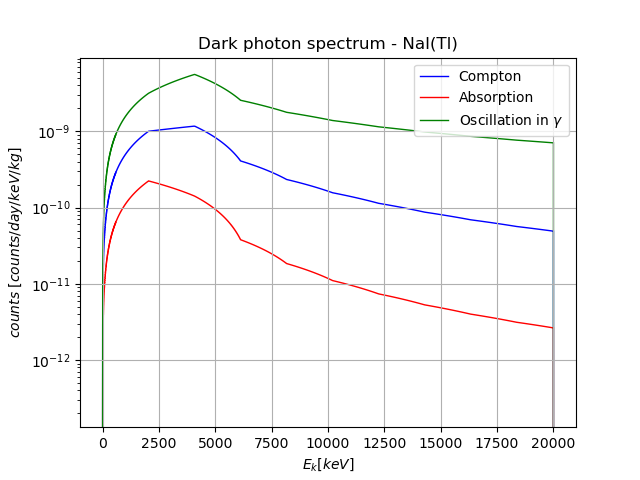 Dark photon spectrum - NaI(Tl)
Compton
Absorption
Oscillation in γ
10⁻⁹
10⁻¹⁰
10⁻¹¹
10⁻¹²
counts [counts/day/keV/kg]
0 2500 5000 7500 10000 12500 15000 17500 20000
E_k[keV]